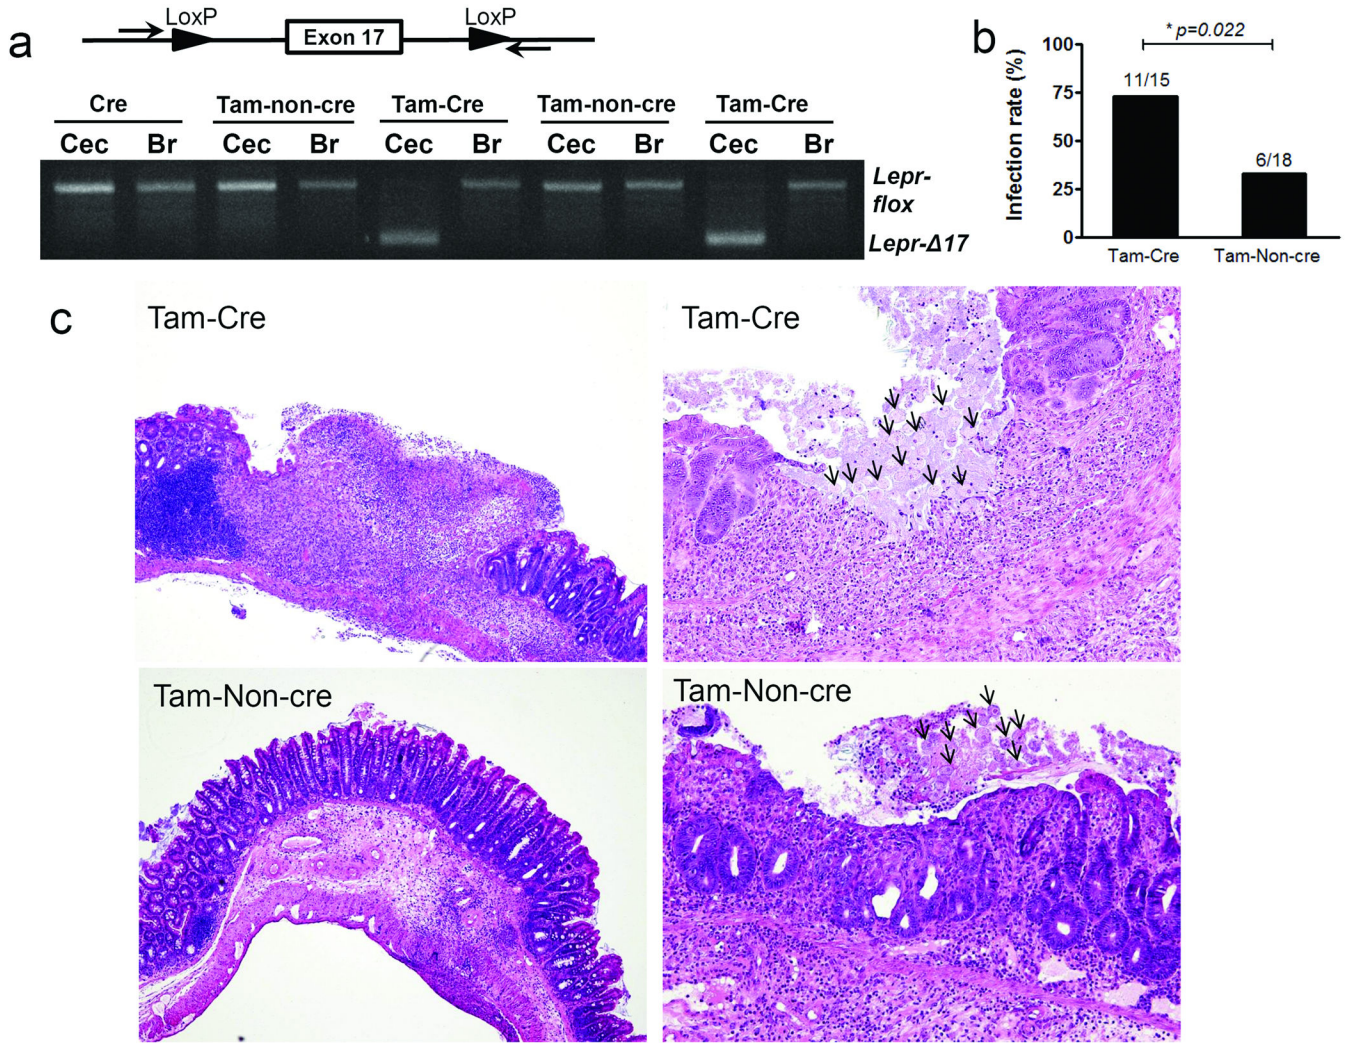 a
LoxP LoxP
Exon 17
Cre Tam-non-cre Tam-Cre Tam-non-cre Tam-Cre
Cec Br Cec Br Cec Br Cec Br Cec Br
Lepr-
flox
Lepr-Δ17
b
* p=0.022
Infection rate (%)
100
75
50
25
0
11/15
6/18
Tam-Cre Tam-Non-cre
c
Tam-Cre
Tam-Cre
Tam-Non-cre
Tam-Non-cre